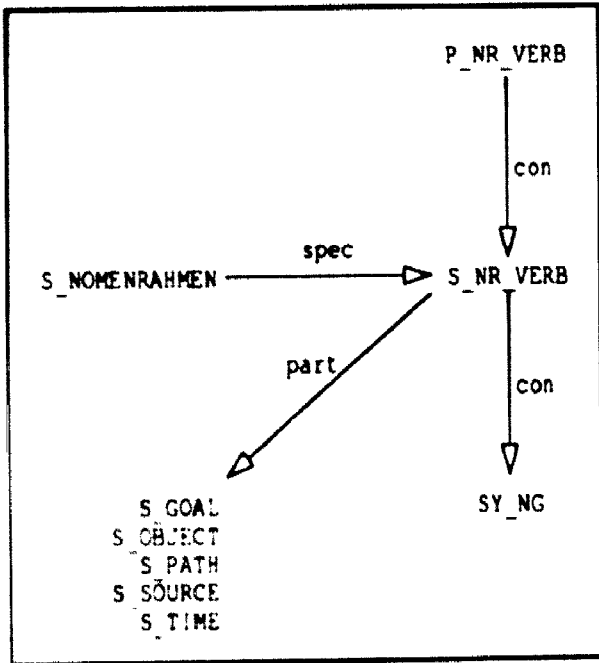 P_NR_VERB
con
spec
S_NOMENRAHMEN
S_NR_VERB
part
con
S_GOAL
SY_NG
S_OBJECT
S_PATH
S_SOURCE
S_TIME